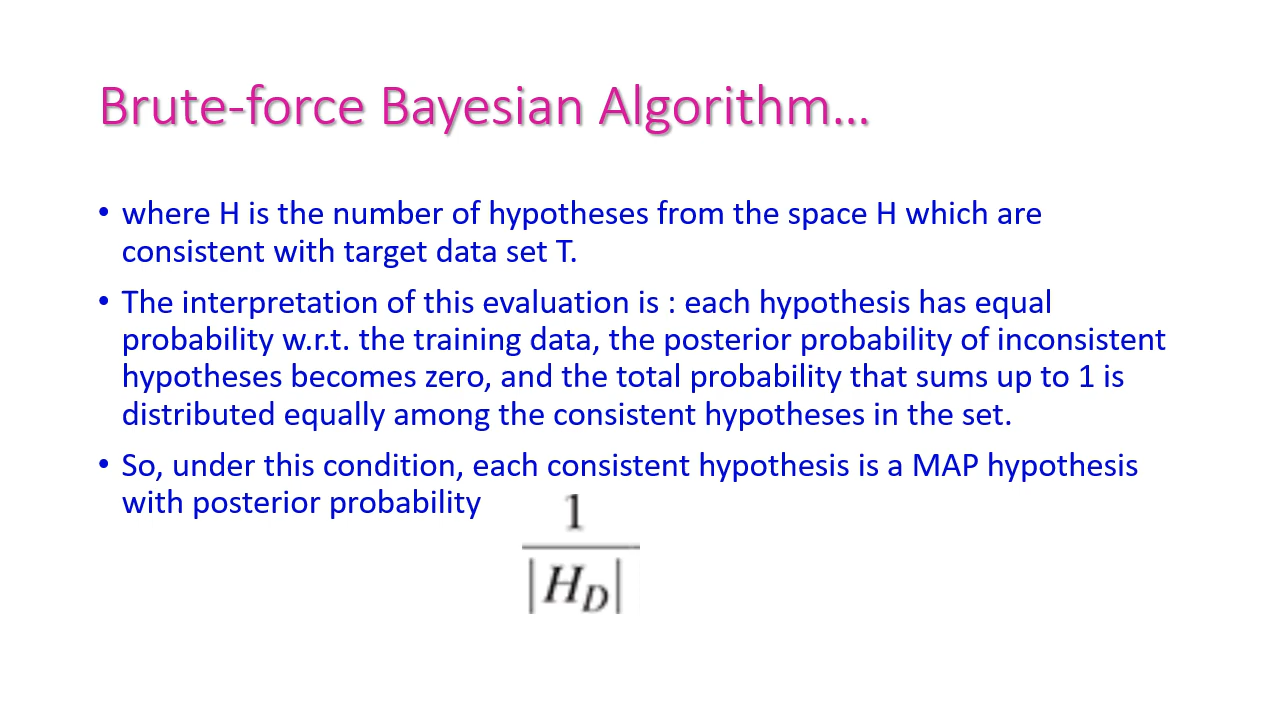 Brute-force Bayesian Algorithm...
• where H is the number of hypotheses from the space H which are
consistent with target data set T.
• The interpretation of this evaluation is : each hypothesis has equal
probability w.r.t. the training data, the posterior probability of inconsistent
hypotheses becomes zero, and the total probability that sums up to 1 is
distributed equally among the consistent hypotheses in the set.
• So, under this condition, each consistent hypothesis is a MAP hypothesis
with posterior probability
1
|H_D|